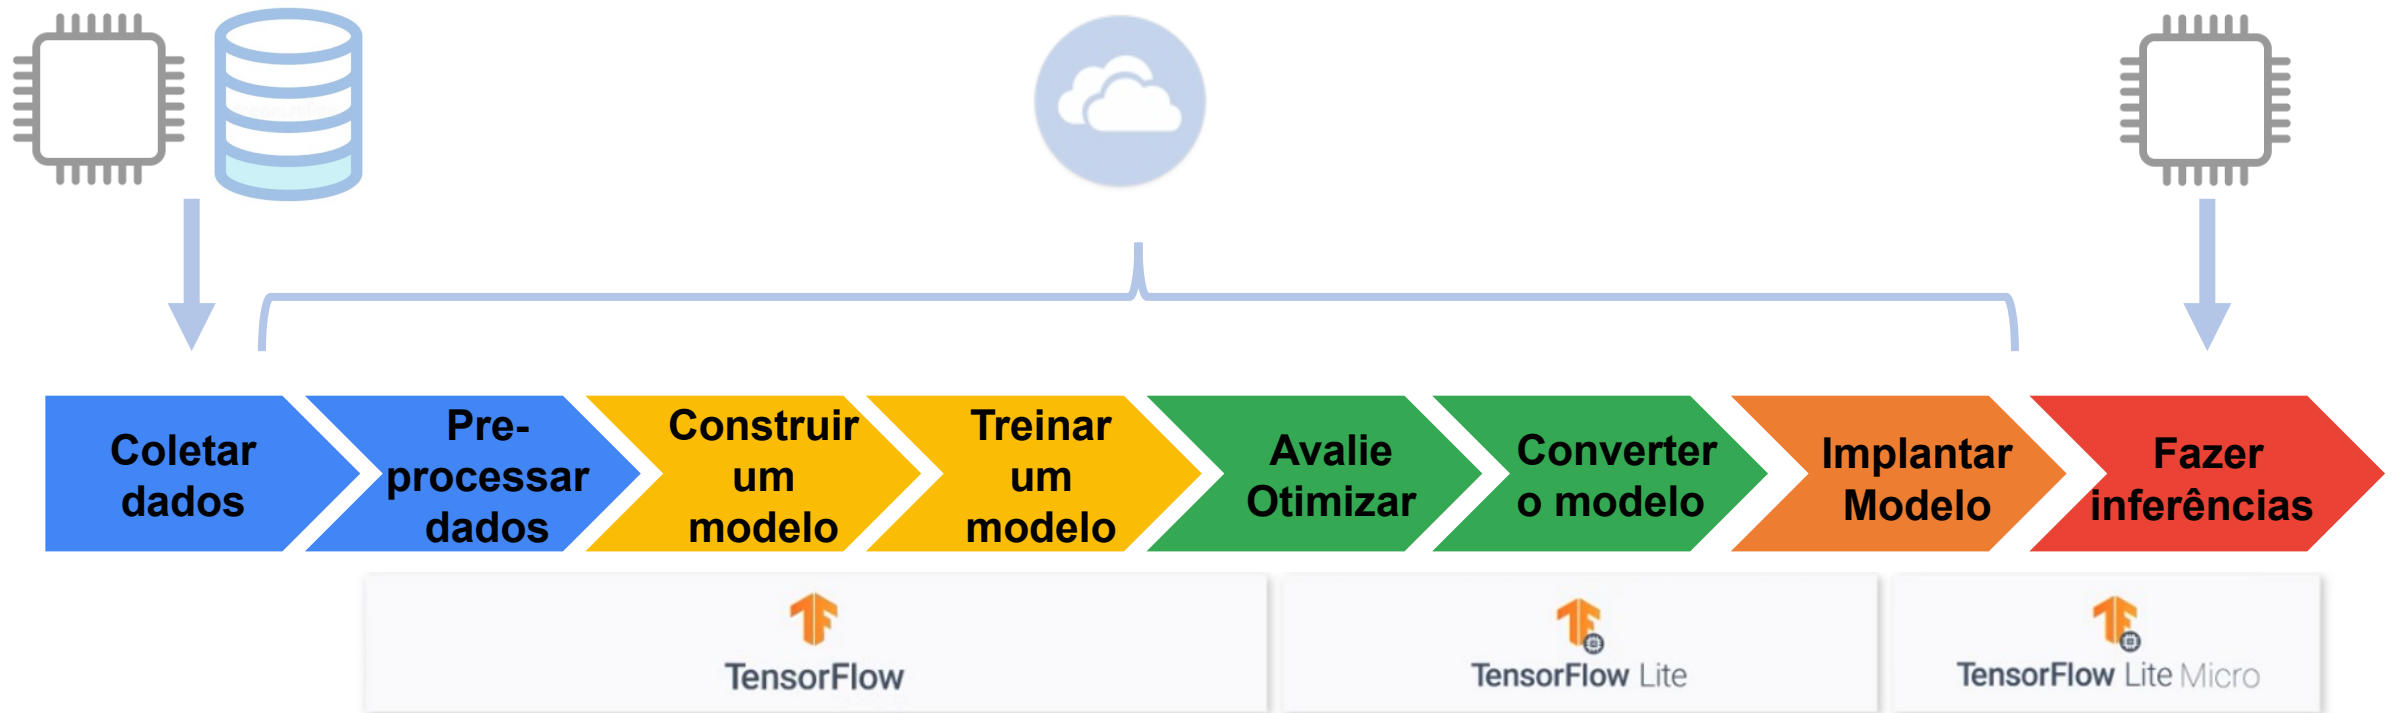 Coletar
dados
Pre-
processar
dados
Construir
um
modelo
Treinar
um
modelo
Avalie
Otimizar
Converter
o modelo
Implantar
Modelo
Fazer
inferências
TensorFlow
TensorFlow Lite
TensorFlow Lite Micro